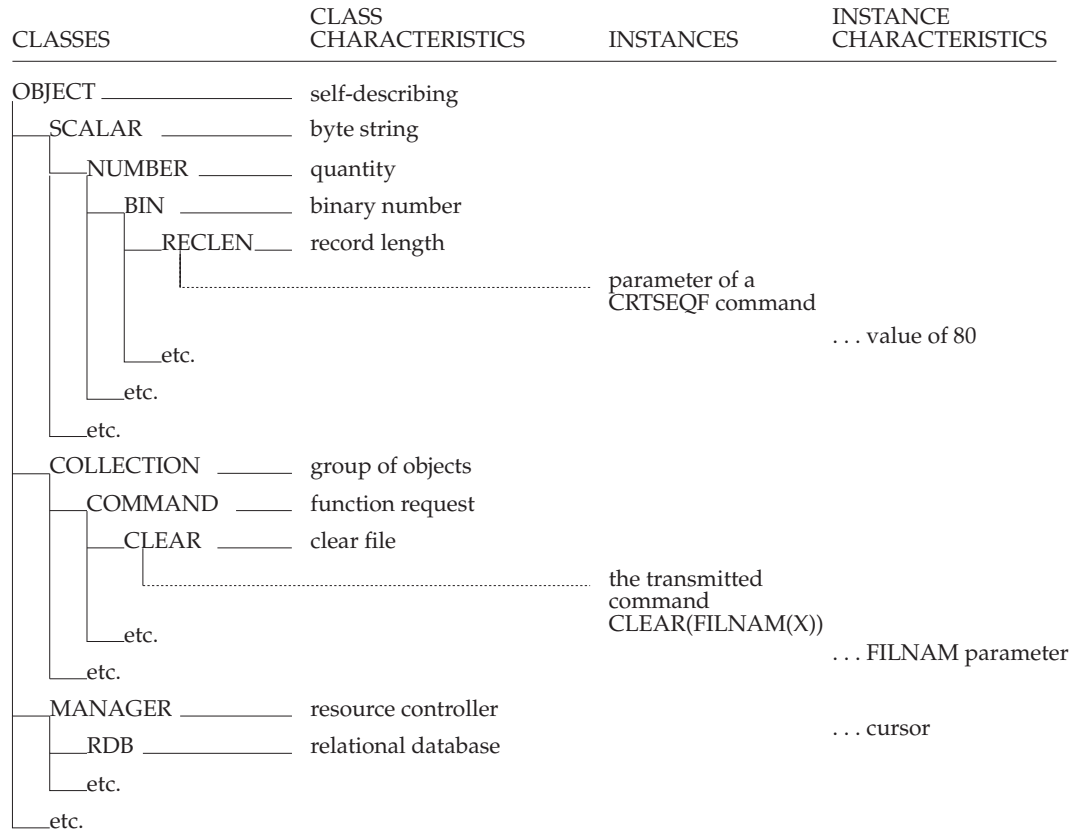 CLASSES CLASS CHARACTERISTICS INSTANCES INSTANCE CHARACTERISTICS
OBJECT self-describing
SCALAR byte string
NUMBER quantity
BIN binary number
RECLEN record length
parameter of a
CRTSEQF command
. . . value of 80
etc.
etc.
etc.
COLLECTION group of objects
COMMAND function request
CLEAR clear file
the transmitted
command
CLEAR(FILNAM(X))
etc.
. . . FILNAM parameter
etc.
MANAGER resource controller
. . . cursor
RDB relational database
etc.
etc.